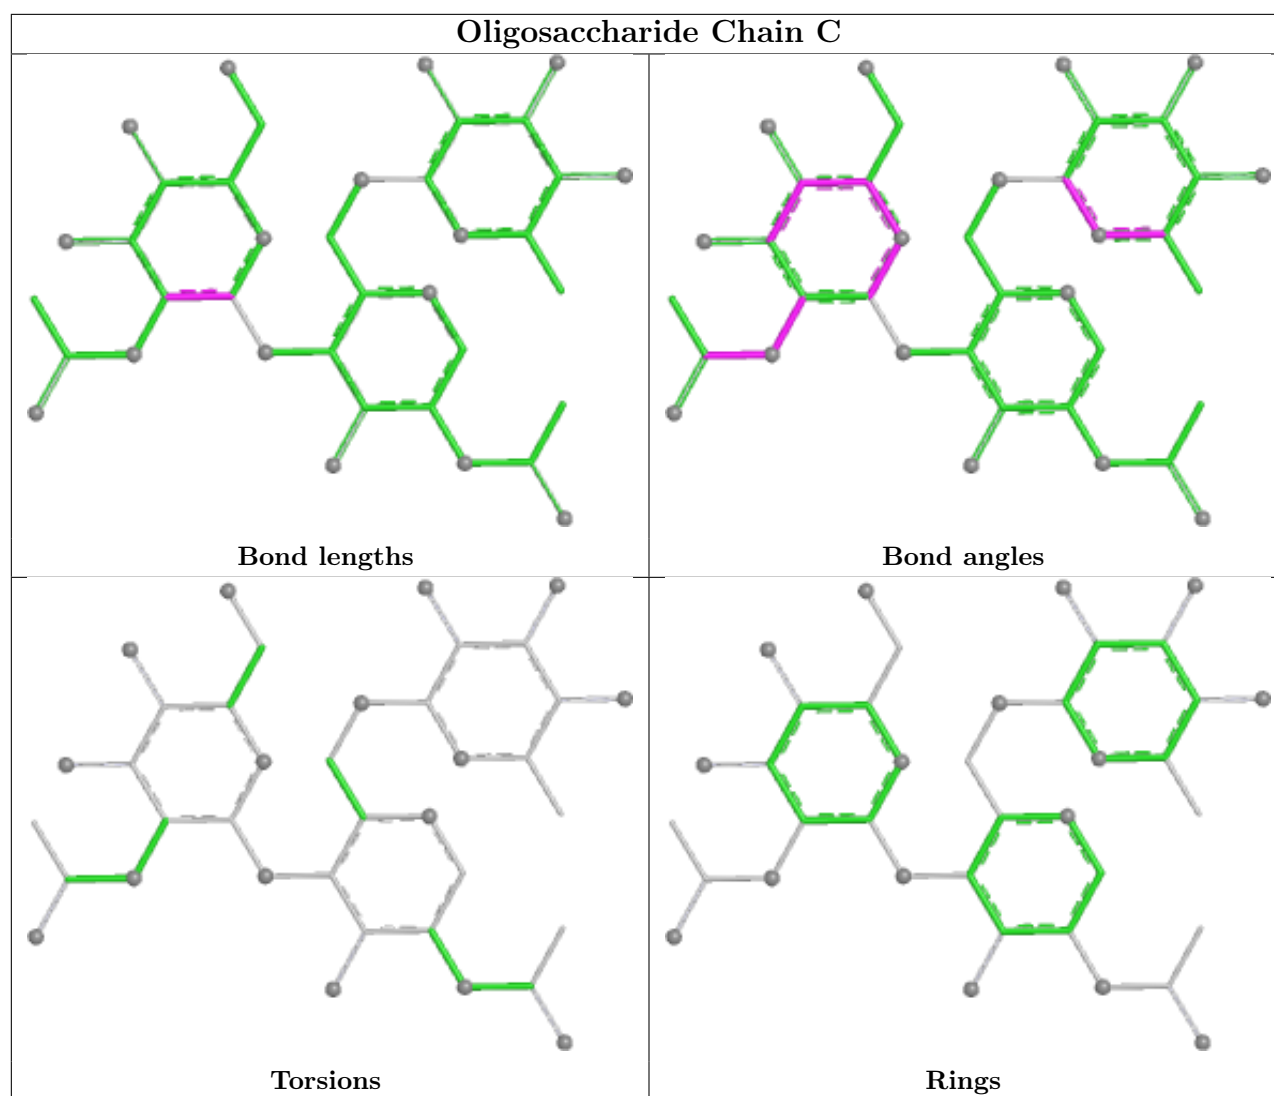 Oligosaccharide Chain C
Bond lengths
Bond angles
Torsions
Rings